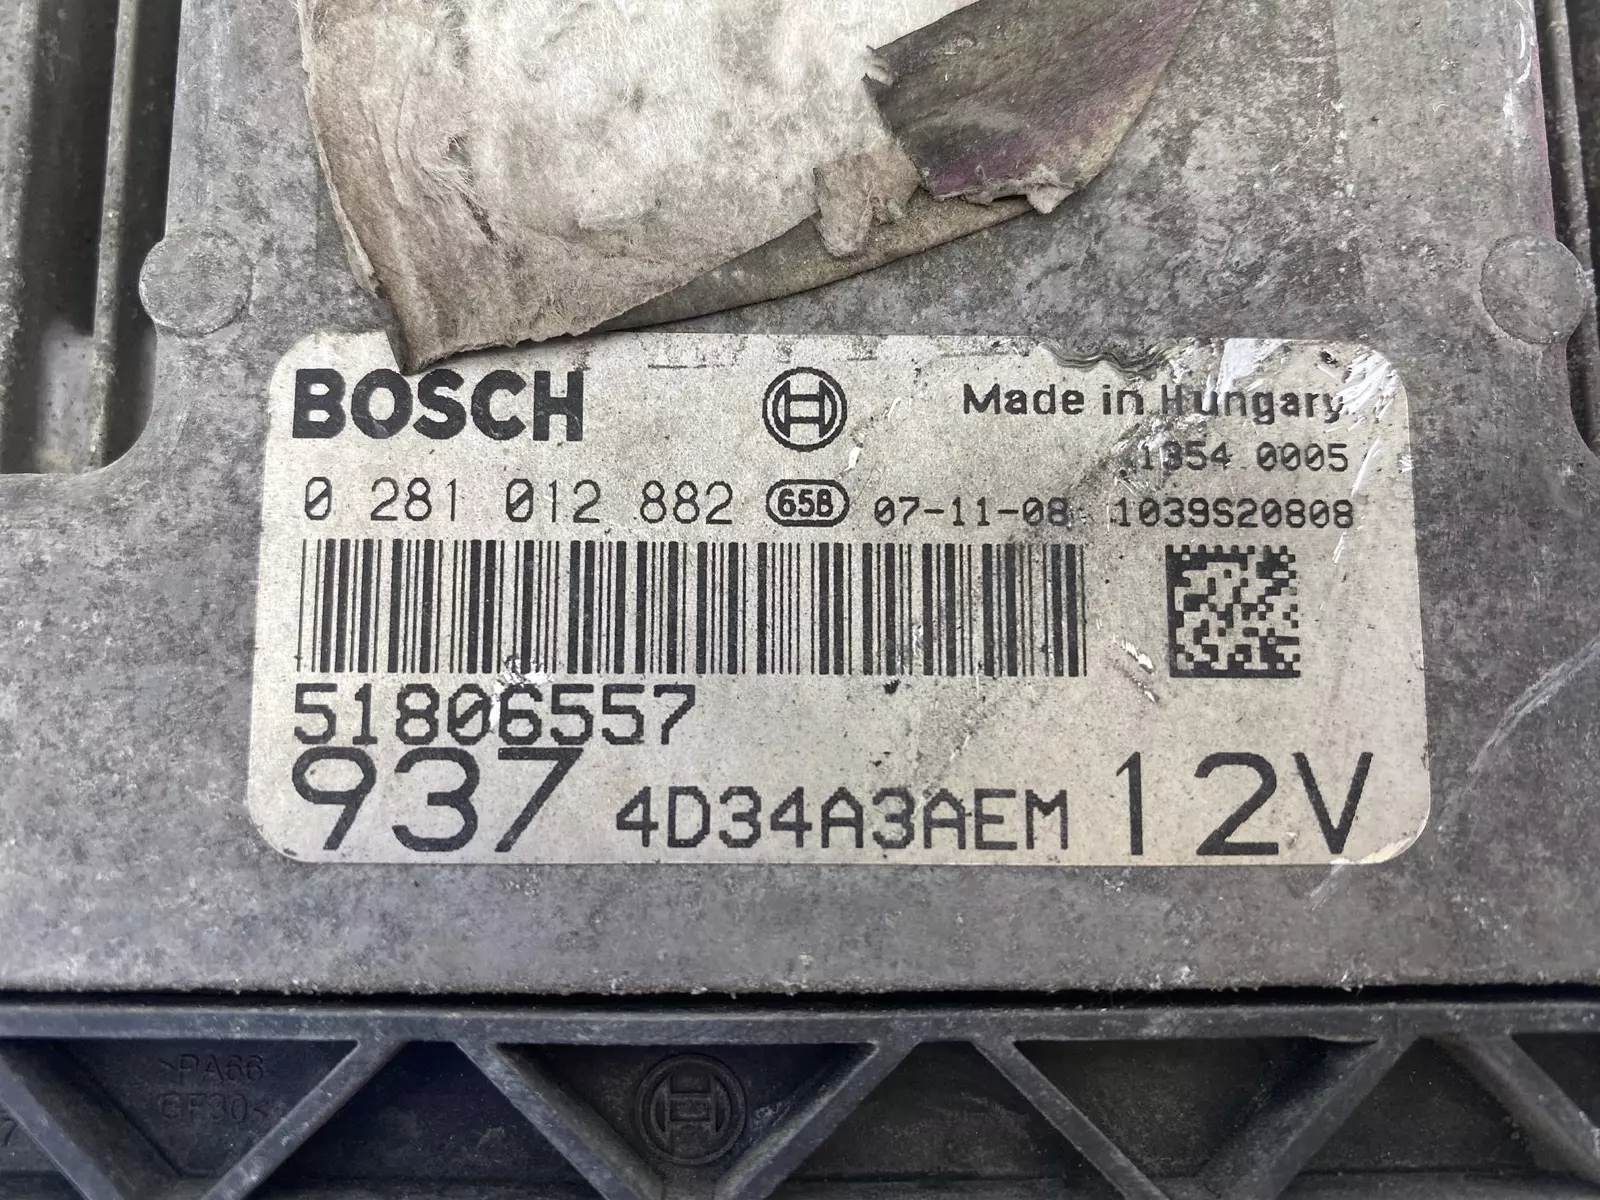 BOSCH
Made in Hungary
1354 0005
0 281 012 882 65B 07-11-08 1039S20808
51806557
937 4D34A3AEM 12V
>PA66
GF30<